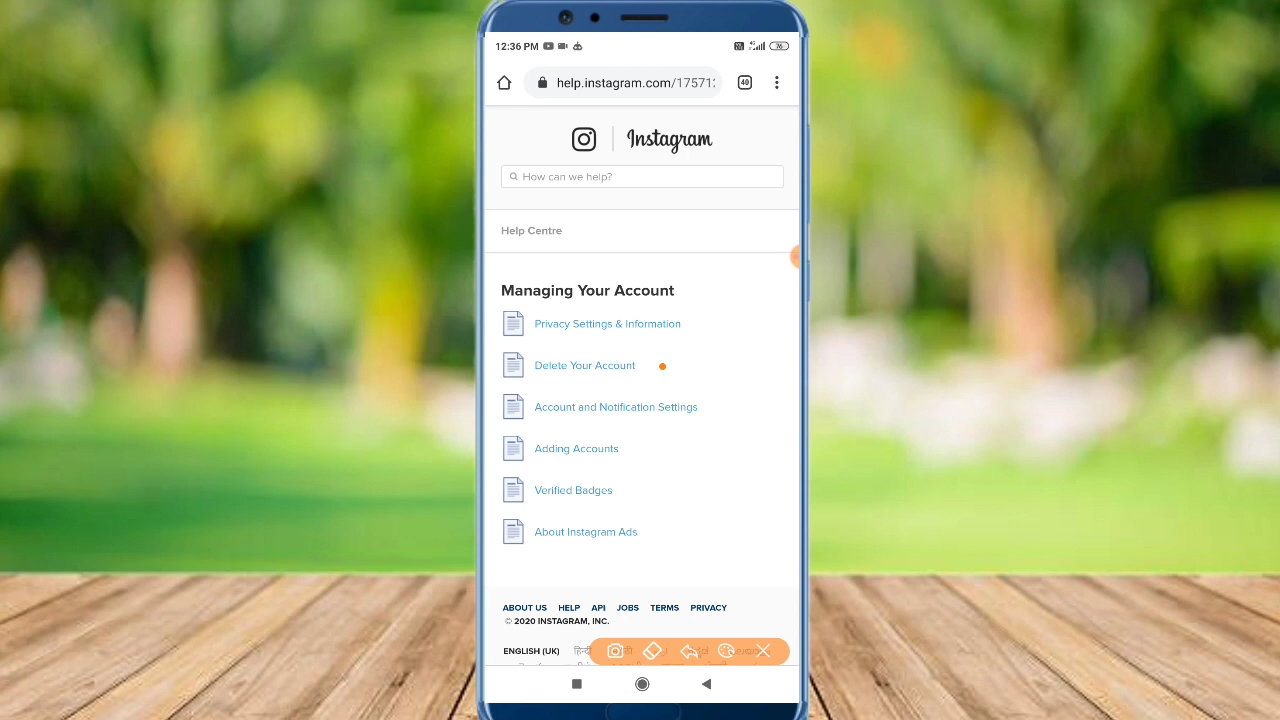 12:36 PM
76
help.instagram.com/17571
40
Instagram
How can we help?
Help Centre
Managing Your Account
Privacy Settings & Information
Delete Your Account
Account and Notification Settings
Adding Accounts
Verified Badges
About Instagram Ads
ABOUT US HELP API JOBS TERMS PRIVACY
© 2020 INSTAGRAM, INC.
ENGLISH (UK)